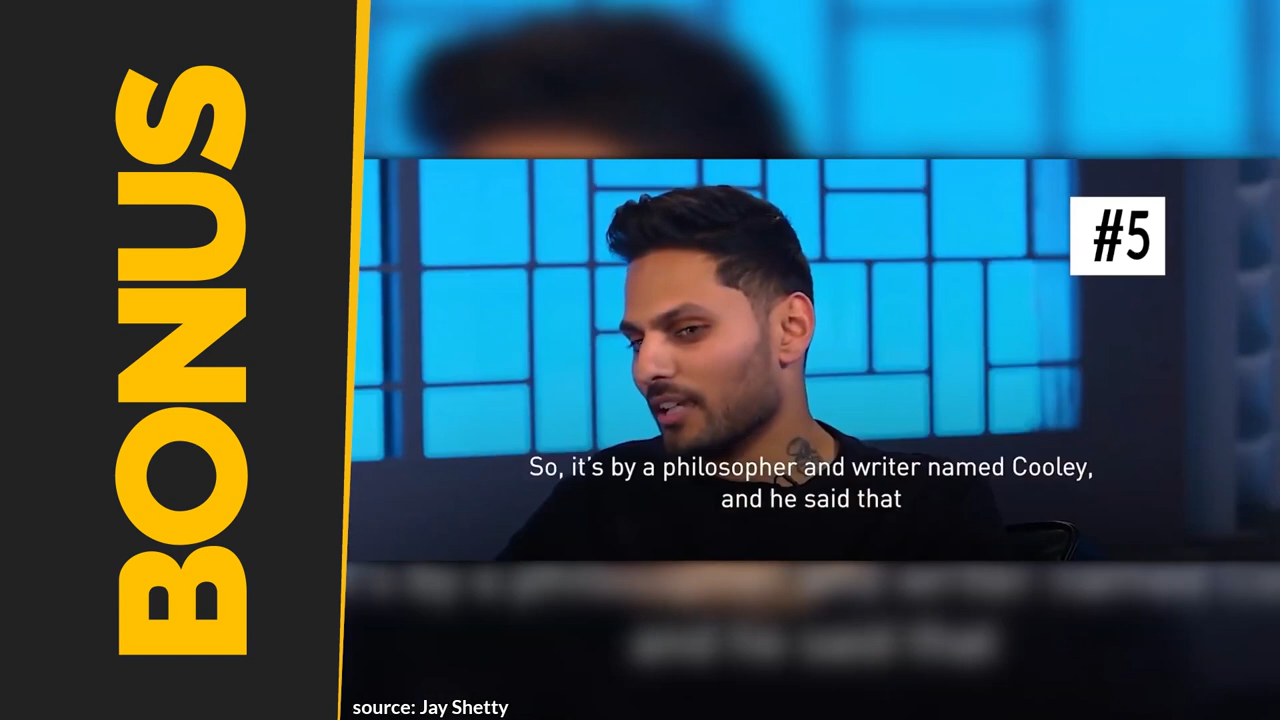 BONUS
#5
So, it's by a philosopher and writer named Cooley,
and he said that
source: Jay Shetty